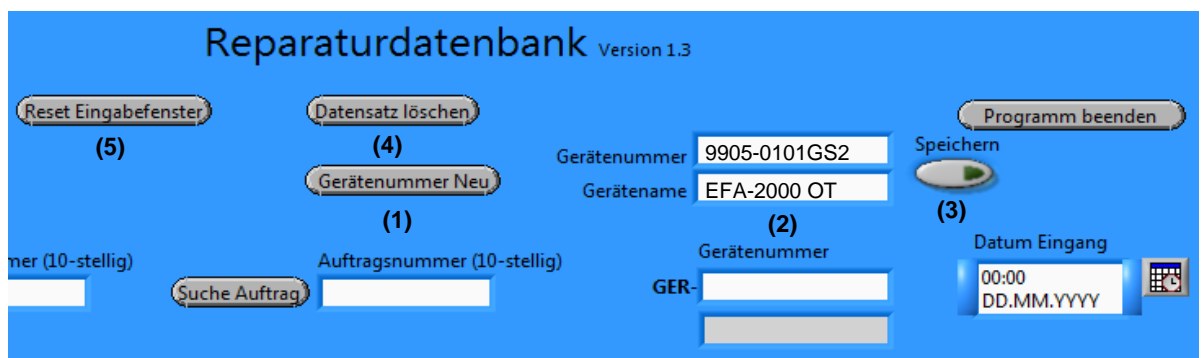 Reparaturdatenbank Version 1.3
Reset Eingabefenster
(5)
Datensatz löschen
(4)
Programm beenden
Gerätenummer 9905-0101GS2
Speichern
Gerätenummer Neu
(1)
Gerätename EFA-2000 OT
(2)
(3)
mer (10-stellig)
Suche Auftrag
Auftragsnummer (10-stellig)
Gerätenummer
GER-
Datum Eingang
00:00
DD.MM.YYYY